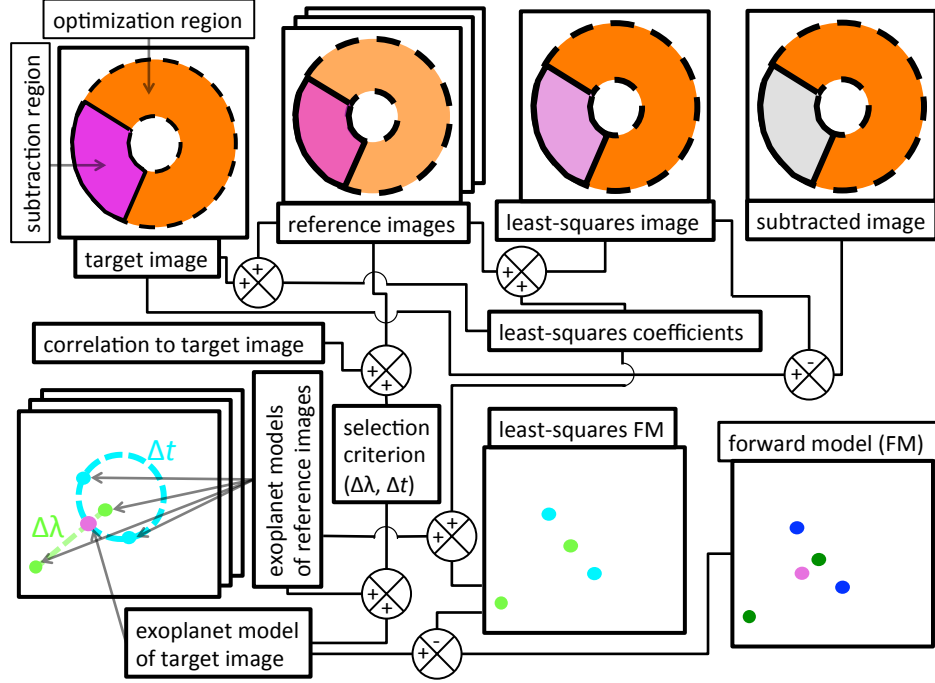 optimization region
subtraction region
target image
reference images
least-squares image
subtracted image
+
+
+
+
least-squares coefficients
correlation to target image
+
+
+
-
exoplanet models
of reference images
selection
criterion
(Δλ, Δt)
least-squares FM
forward model (FM)
Δt
Δλ
+
+
+
+
exoplanet model
of target image
+
-